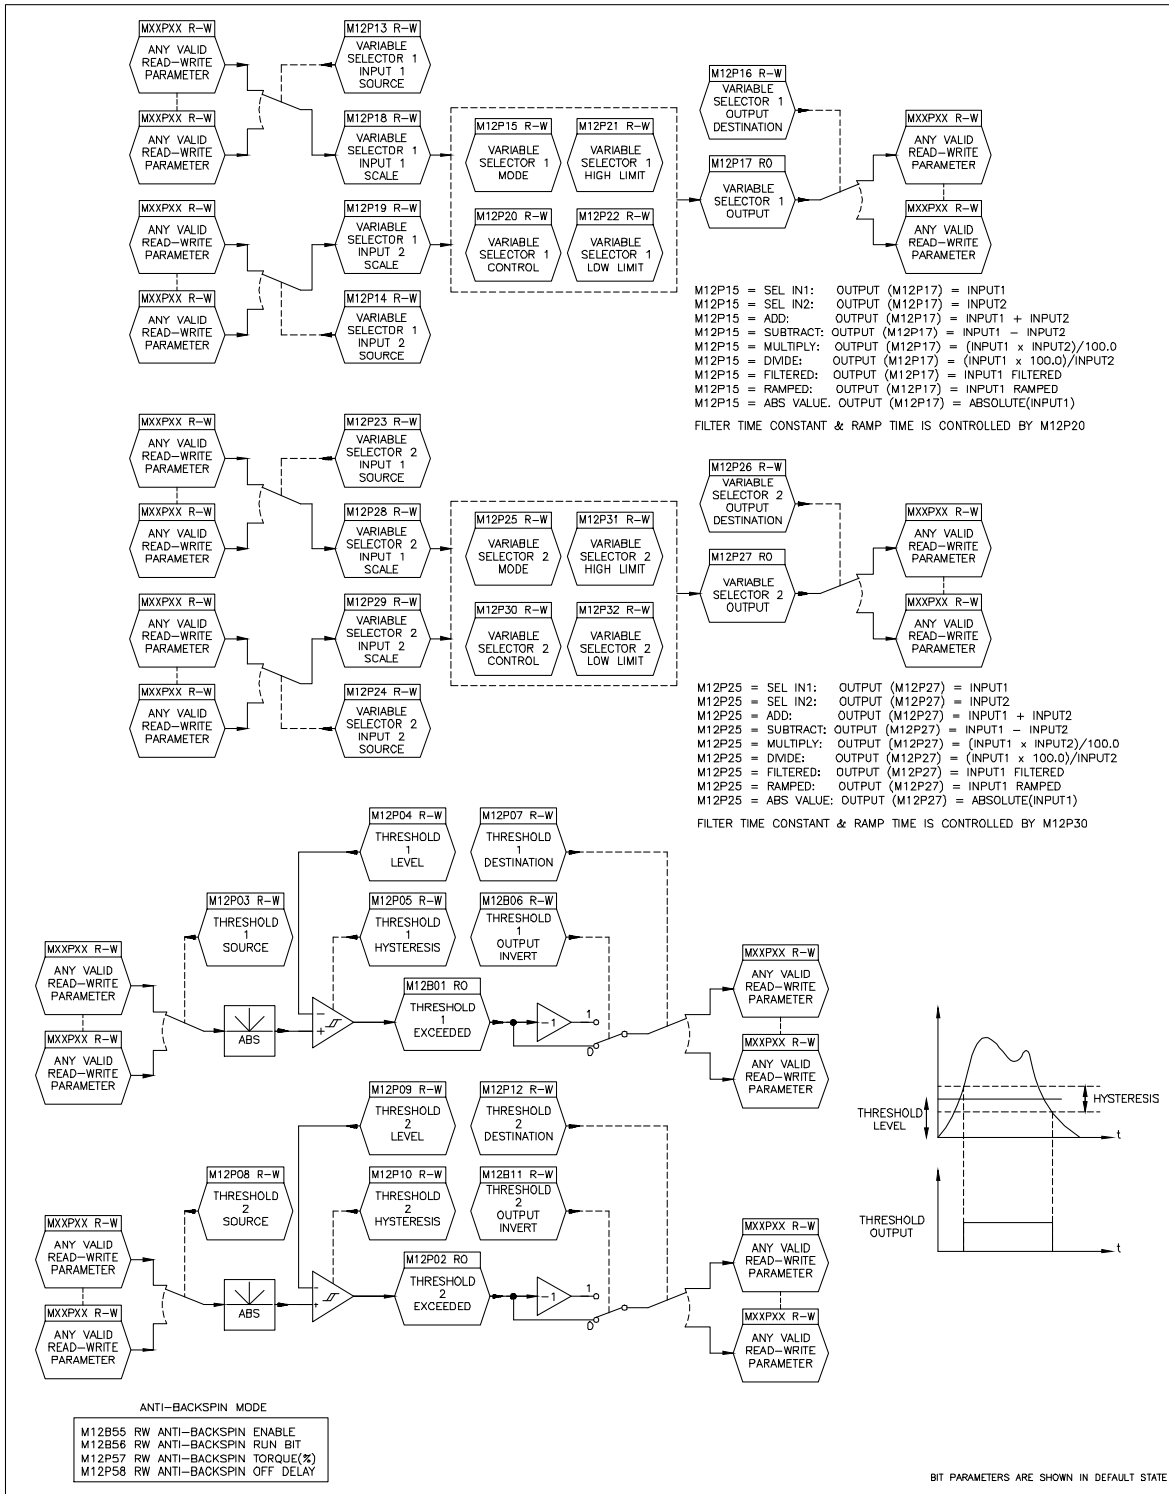 MXXPXX R-W
ANY VALID
READ-WRITE
PARAMETER
MXXPXX R-W
ANY VALID
READ-WRITE
PARAMETER
M12P13 R-W
VARIABLE
SELECTOR 1
INPUT 1
SOURCE
M12P18 R-W
VARIABLE
SELECTOR 1
INPUT 1
SCALE
MXXPXX R-W
ANY VALID
READ-WRITE
PARAMETER
MXXPXX R-W
ANY VALID
READ-WRITE
PARAMETER
M12P19 R-W
VARIABLE
SELECTOR 1
INPUT 2
SCALE
M12P14 R-W
VARIABLE
SELECTOR 1
INPUT 2
SOURCE
M12P15 R-W
VARIABLE
SELECTOR 1
MODE
M12P21 R-W
VARIABLE
SELECTOR 1
HIGH LIMIT
M12P20 R-W
VARIABLE
SELECTOR 1
CONTROL
M12P22 R-W
VARIABLE
SELECTOR 1
LOW LIMIT
M12P16 R-W
VARIABLE
SELECTOR 1
OUTPUT
DESTINATION
M12P17 RO
VARIABLE
SELECTOR 1
OUTPUT
MXXPXX R-W
ANY VALID
READ-WRITE
PARAMETER
MXXPXX R-W
ANY VALID
READ-WRITE
PARAMETER
M12P15 = SEL IN1: OUTPUT (M12P17) = INPUT1
M12P15 = SEL IN2: OUTPUT (M12P17) = INPUT2
M12P15 = ADD: OUTPUT (M12P17) = INPUT1 + INPUT2
M12P15 = SUBTRACT: OUTPUT (M12P17) = INPUT1 - INPUT2
M12P15 = MULTIPLY: OUTPUT (M12P17) = (INPUT1 x INPUT2)/100.0
M12P15 = DIVIDE: OUTPUT (M12P17) = (INPUT1 x 100.0)/INPUT2
M12P15 = FILTERED: OUTPUT (M12P17) = INPUT1 FILTERED
M12P15 = RAMPED: OUTPUT (M12P17) = INPUT1 RAMPED
M12P15 = ABS VALUE. OUTPUT (M12P17) = ABSOLUTE(INPUT1)
FILTER TIME CONSTANT & RAMP TIME IS CONTROLLED BY M12P20
MXXPXX R-W
ANY VALID
READ-WRITE
PARAMETER
MXXPXX R-W
ANY VALID
READ-WRITE
PARAMETER
M12P23 R-W
VARIABLE
SELECTOR 2
INPUT 1
SOURCE
M12P28 R-W
VARIABLE
SELECTOR 2
INPUT 1
SCALE
MXXPXX R-W
ANY VALID
READ-WRITE
PARAMETER
MXXPXX R-W
ANY VALID
READ-WRITE
PARAMETER
M12P29 R-W
VARIABLE
SELECTOR 2
INPUT 2
SCALE
M12P24 R-W
VARIABLE
SELECTOR 2
INPUT 2
SOURCE
M12P25 R-W
VARIABLE
SELECTOR 2
MODE
M12P31 R-W
VARIABLE
SELECTOR 2
HIGH LIMIT
M12P30 R-W
VARIABLE
SELECTOR 2
CONTROL
M12P32 R-W
VARIABLE
SELECTOR 2
LOW LIMIT
M12P26 R-W
VARIABLE
SELECTOR 2
OUTPUT
DESTINATION
M12P27 RO
VARIABLE
SELECTOR 2
OUTPUT
MXXPXX R-W
ANY VALID
READ-WRITE
PARAMETER
MXXPXX R-W
ANY VALID
READ-WRITE
PARAMETER
M12P25 = SEL IN1: OUTPUT (M12P27) = INPUT1
M12P25 = SEL IN2: OUTPUT (M12P27) = INPUT2
M12P25 = ADD: OUTPUT (M12P27) = INPUT1 + INPUT2
M12P25 = SUBTRACT: OUTPUT (M12P27) = INPUT1 - INPUT2
M12P25 = MULTIPLY: OUTPUT (M12P27) = (INPUT1 x INPUT2)/100.0
M12P25 = DIVIDE: OUTPUT (M12P27) = (INPUT1 x 100.0)/INPUT2
M12P25 = FILTERED: OUTPUT (M12P27) = INPUT1 FILTERED
M12P25 = RAMPED: OUTPUT (M12P27) = INPUT1 RAMPED
M12P25 = ABS VALUE: OUTPUT (M12P27) = ABSOLUTE(INPUT1)
FILTER TIME CONSTANT & RAMP TIME IS CONTROLLED BY M12P30
M12P04 R-W
THRESHOLD
1
LEVEL
M12P07 R-W
THRESHOLD
1
DESTINATION
M12P03 R-W
THRESHOLD
1
SOURCE
M12P05 R-W
THRESHOLD
1
HYSTERESIS
M12B06 R-W
THRESHOLD
1
OUTPUT
INVERT
MXXPXX R-W
ANY VALID
READ-WRITE
PARAMETER
MXXPXX R-W
ANY VALID
READ-WRITE
PARAMETER
ABS
-
+
M12B01 RO
THRESHOLD
1
EXCEEDED
-1
1
0
MXXPXX R-W
ANY VALID
READ-WRITE
PARAMETER
MXXPXX R-W
ANY VALID
READ-WRITE
PARAMETER
M12P09 R-W
THRESHOLD
2
LEVEL
M12P12 R-W
THRESHOLD
2
DESTINATION
M12P08 R-W
THRESHOLD
2
SOURCE
M12P10 R-W
THRESHOLD
2
HYSTERESIS
M12B11 R-W
THRESHOLD
2
OUTPUT
INVERT
MXXPXX R-W
ANY VALID
READ-WRITE
PARAMETER
MXXPXX R-W
ANY VALID
READ-WRITE
PARAMETER
ABS
-
+
M12P02 RO
THRESHOLD
2
EXCEEDED
-1
1
0
MXXPXX R-W
ANY VALID
READ-WRITE
PARAMETER
MXXPXX R-W
ANY VALID
READ-WRITE
PARAMETER
HYSTERESIS
THRESHOLD
LEVEL
t
THRESHOLD
OUTPUT
t
ANTI-BACKSPIN MODE
M12B55 RW ANTI-BACKSPIN ENABLE
M12B56 RW ANTI-BACKSPIN RUN BIT
M12P57 RW ANTI-BACKSPIN TORQUE(%)
M12P58 RW ANTI-BACKSPIN OFF DELAY
BIT PARAMETERS ARE SHOWN IN DEFAULT STATE